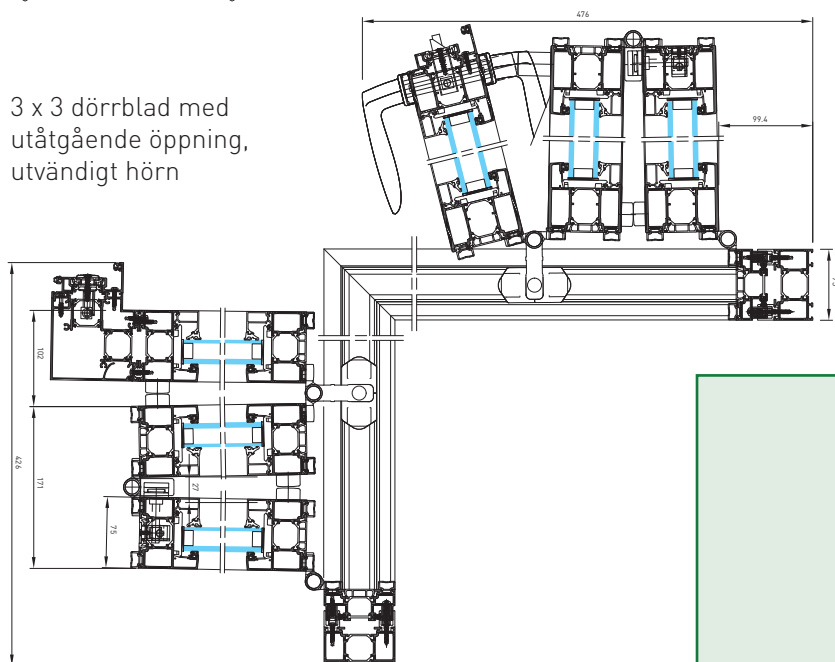 476
3 x 3 dörrblad med
utåtgående öppning,
utvändigt hörn
99.4
102
426
171
27
75